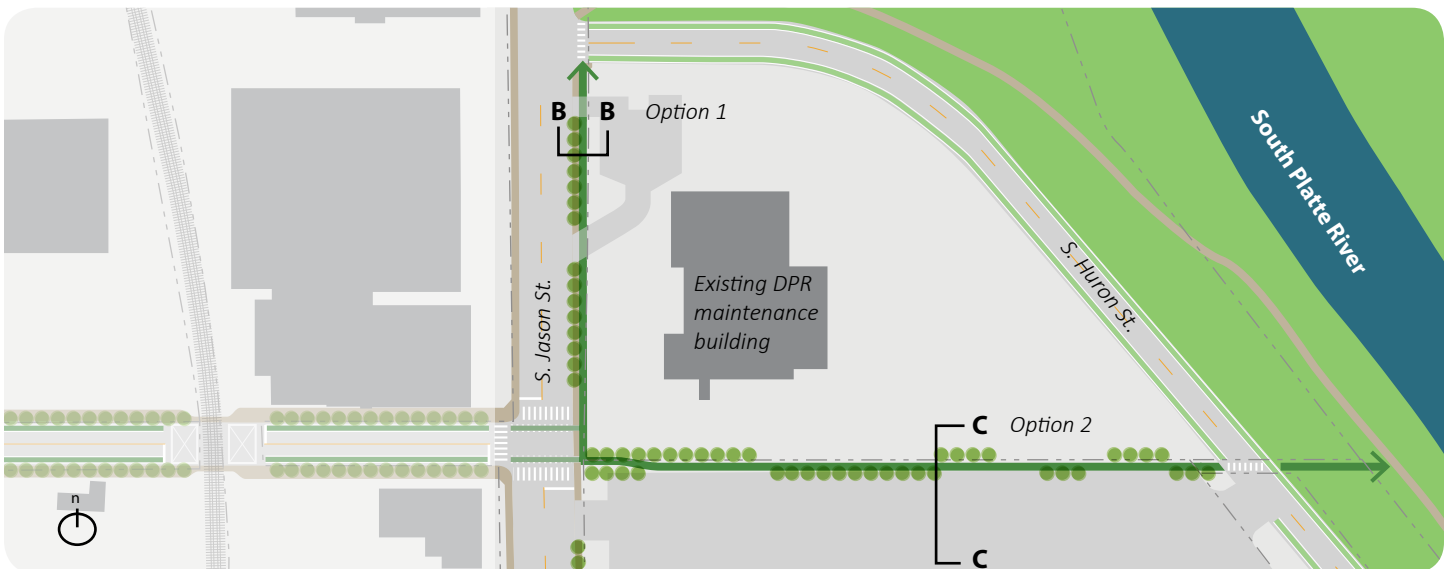 B B Option 1
South Platte River
S. Jason St.
Existing DPR
maintenance
building
S. Huron St.
C Option 2
n
C